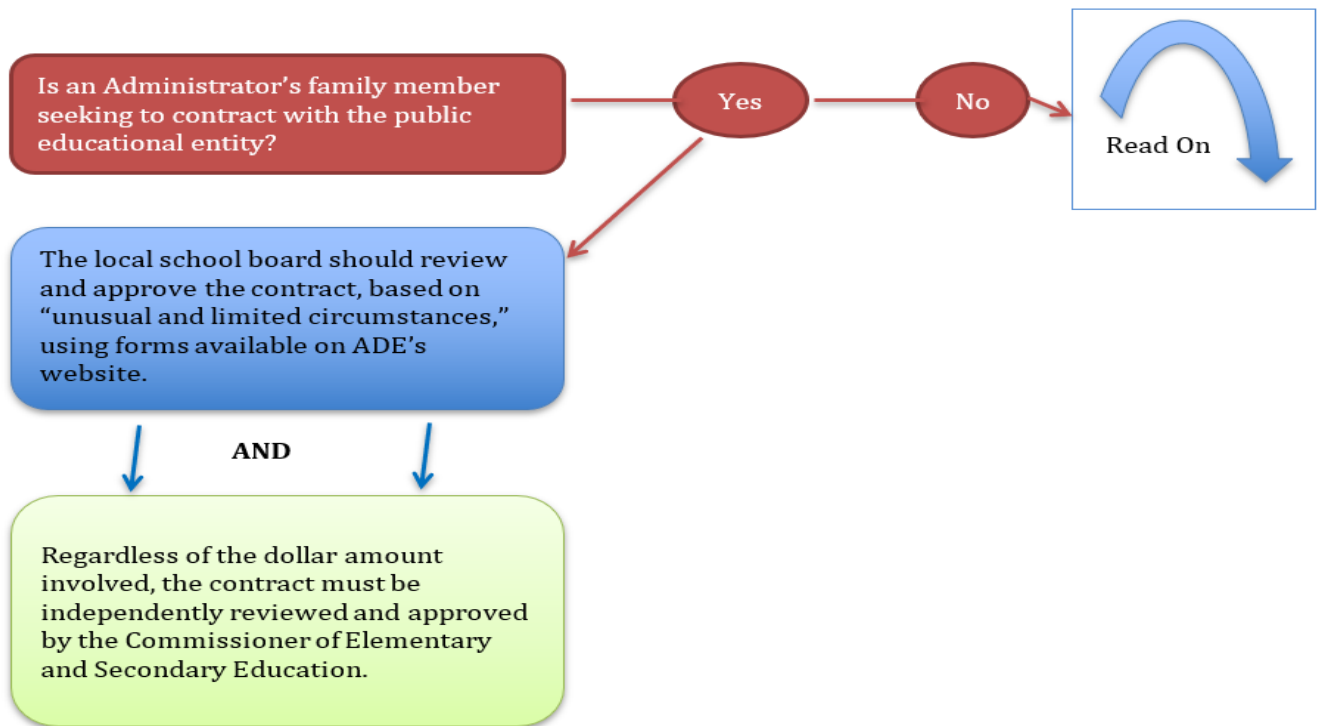 Is an Administrator’s family member
seeking to contract with the public
educational entity?
Yes
No
Read On
The local school board should review
and approve the contract, based on
“unusual and limited circumstances,”
using forms available on ADE’s
website.
AND
Regardless of the dollar amount
involved, the contract must be
independently reviewed and approved
by the Commissioner of Elementary
and Secondary Education.